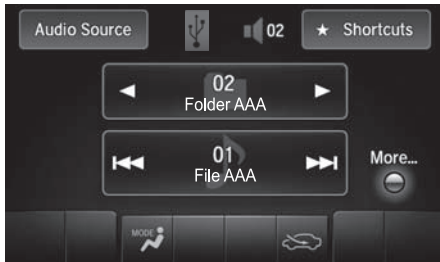 Audio Source
02
★ Shortcuts
02
Folder AAA
01
File AAA
More...
MODE